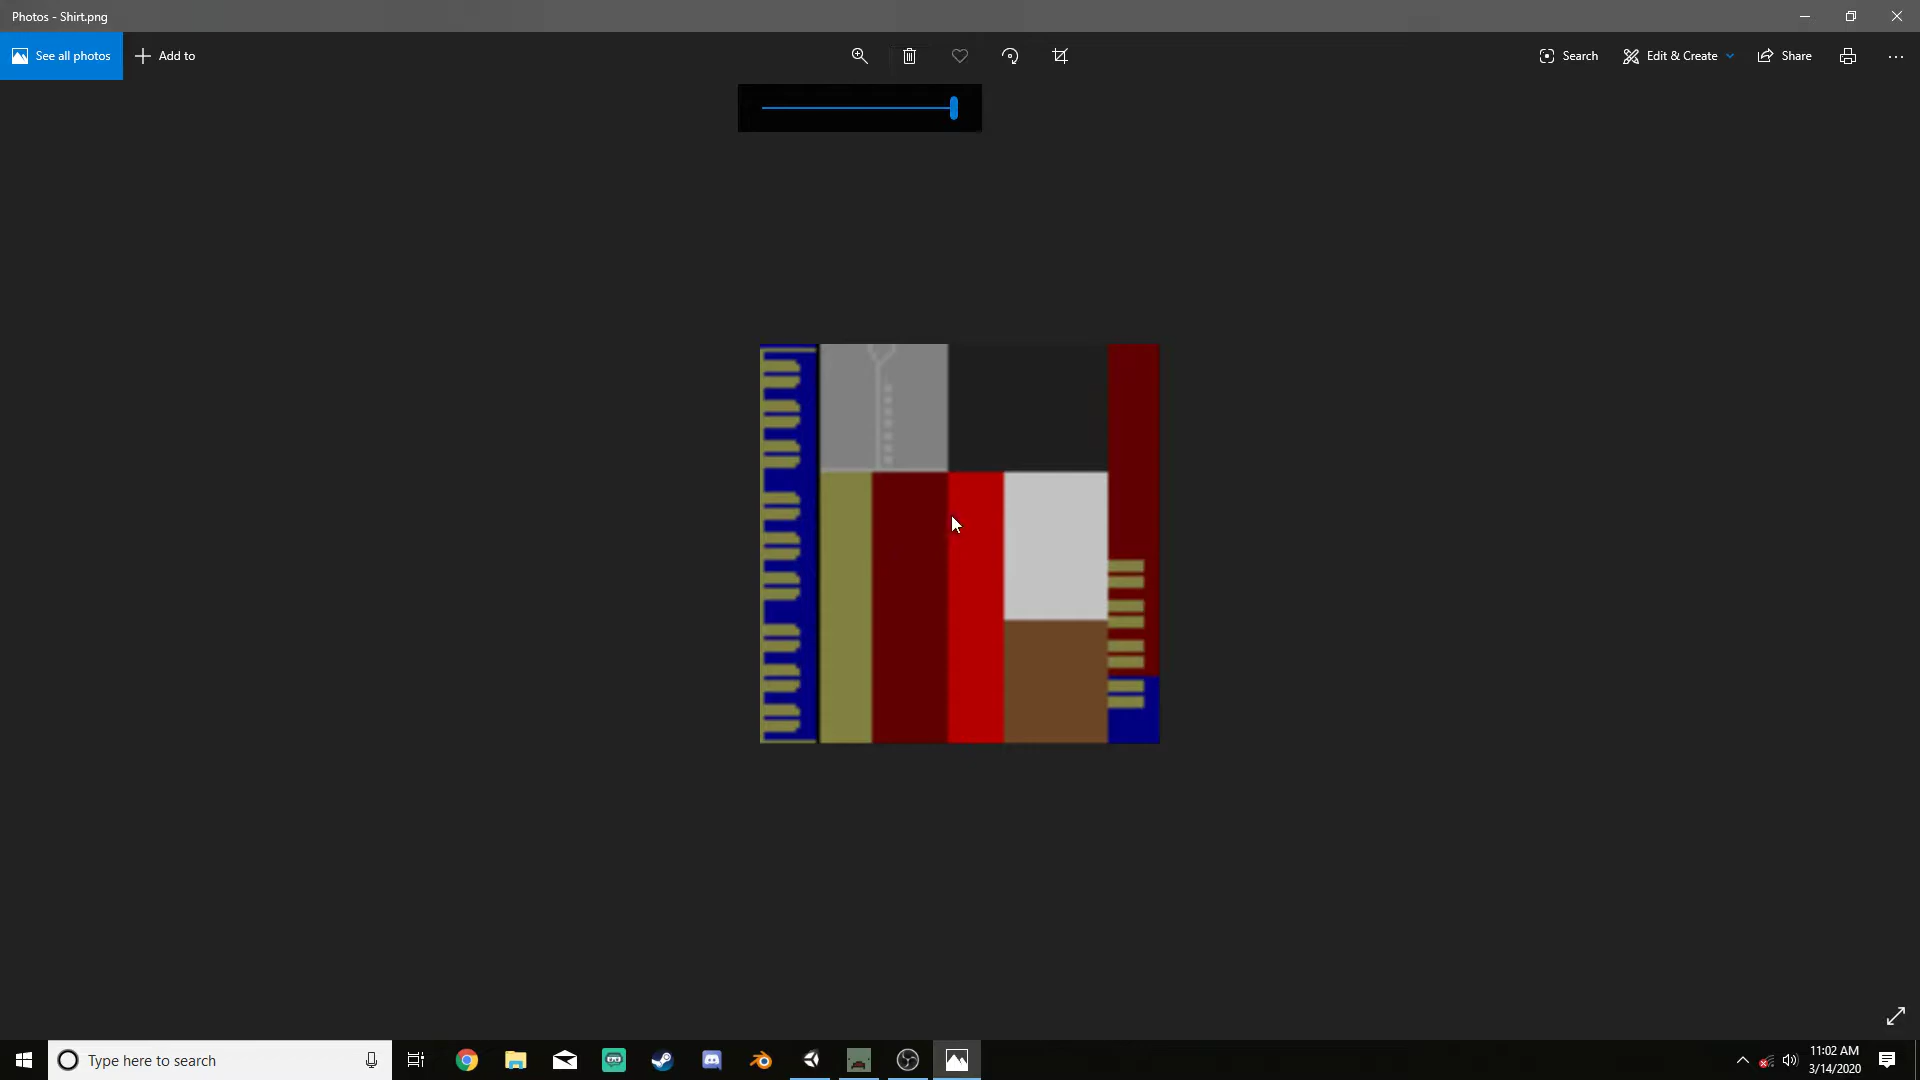 Photos - Shirt.png
See all photos
Add to
Search
Edit & Create
Share
Type here to search
11:02 AM
3/14/2020